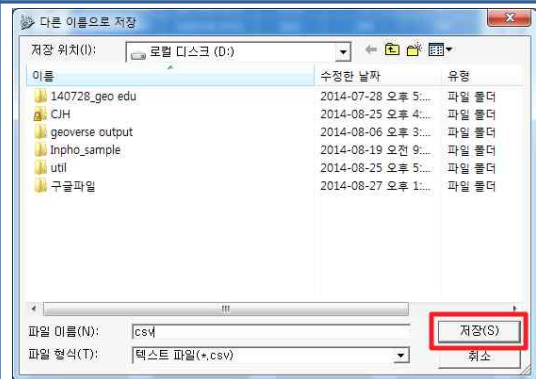 다른 이름으로 저장
저장 위치(I): 로컬 디스크 (D:)
이름 수정한 날짜 유형
140728_geo edu 2014-07-28 오후 5:... 파일 폴더
CJH 2014-08-25 오후 4:... 파일 폴더
geoverse output 2014-08-06 오후 3:... 파일 폴더
Inpho_sample 2014-08-19 오전 9:... 파일 폴더
util 2014-08-25 오후 5:... 파일 폴더
구글파일 2014-08-27 오후 1:... 파일 폴더
파일 이름(N): csv 저장(S)
파일 형식(T): 텍스트 파일(*.csv) 취소